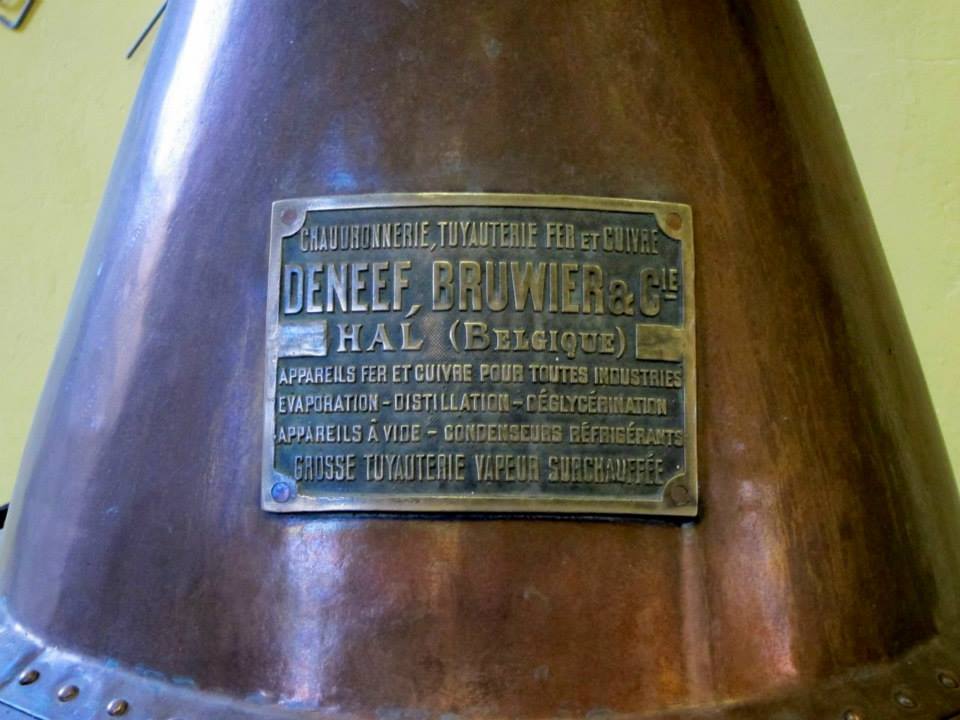 CHAUDRONNERIE, TUYAUTERIE FER ET CUIVRE
DENEEF, BRUWIER & CIE
HAL (BELGIQUE)
APPAREILS FER ET CUIVRE POUR TOUTES INDUSTRIES
EVAPORATION - DISTILLATION - DÉGLYCÉRINATION
APPAREILS À VIDE - CONDENSEURS RÉFRIGÉRANTS
GROSSE TUYAUTERIE VAPEUR SURCHAUFFÉE